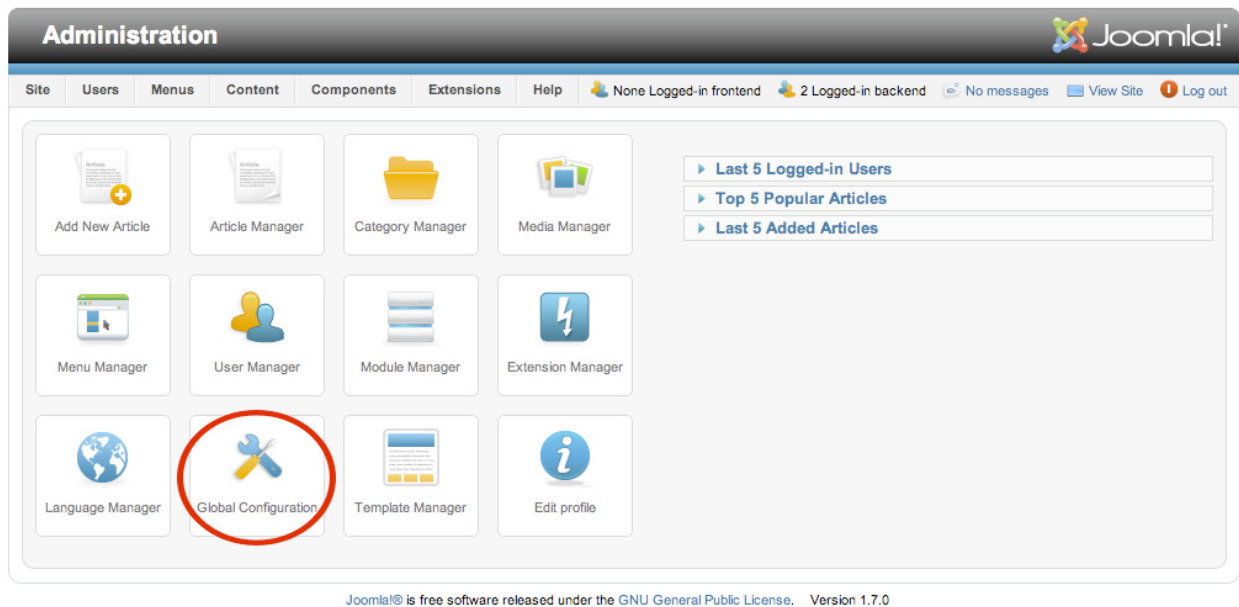 Administration
Joomla!
Site Users Menus Content Components Extensions Help None Logged-in frontend 2 Logged-in backend No messages View Site Log out
Add New Article Article Manager Category Manager Media Manager
Last 5 Logged-in Users
Top 5 Popular Articles
Last 5 Added Articles
Menu Manager User Manager Module Manager Extension Manager
Language Manager Global Configuration Template Manager Edit profile
Joomla!® is free software released under the GNU General Public License. Version 1.7.0